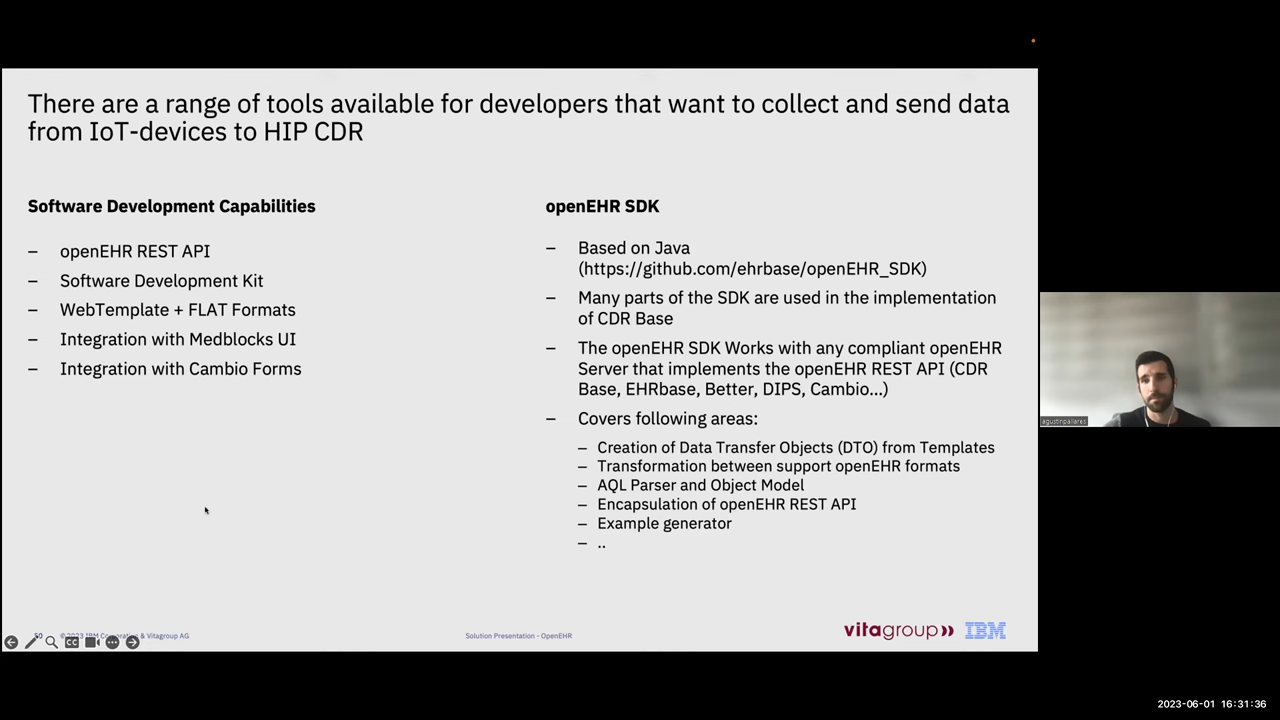 There are a range of tools available for developers that want to collect and send data
from IoT-devices to HIP CDR
Software Development Capabilities
– openEHR REST API
– Software Development Kit
– WebTemplate + FLAT Formats
– Integration with Medblocks UI
– Integration with Cambio Forms
openEHR SDK
– Based on Java
(https://github.com/ehrbase/openEHR_SDK)
– Many parts of the SDK are used in the implementation
of CDR Base
– The openEHR SDK Works with any compliant openEHR
Server that implements the openEHR REST API (CDR
Base, EHRbase, Better, DIPS, Cambio...)
– Covers following areas:
– Creation of Data Transfer Objects (DTO) from Templates
– Transformation between support openEHR formats
– AQL Parser and Object Model
– Encapsulation of openEHR REST API
– Example generator
– ..
© 2023 IBM Corporation & Vitagroup AG
Solution Presentation - OpenEHR
vitagroup
IBM
CC
agustinpallares
2023-06-01 16:31:36